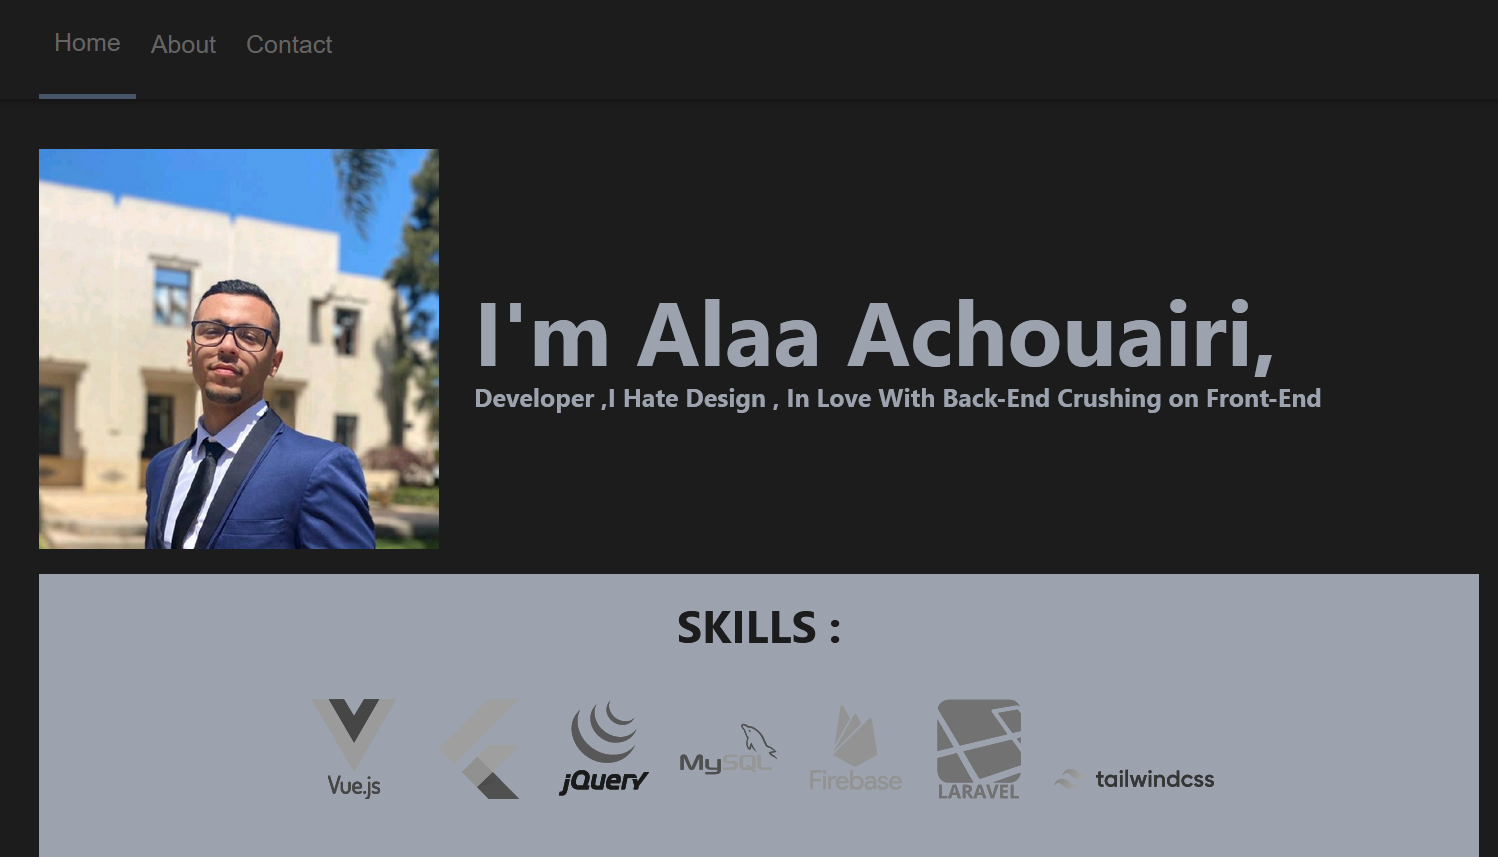 Home About Contact
I'm Alaa Achouairi,
Developer ,I Hate Design , In Love With Back-End Crushing on Front-End
SKILLS :
Vue.js jQuery MySQL Firebase LARAVEL tailwindcss